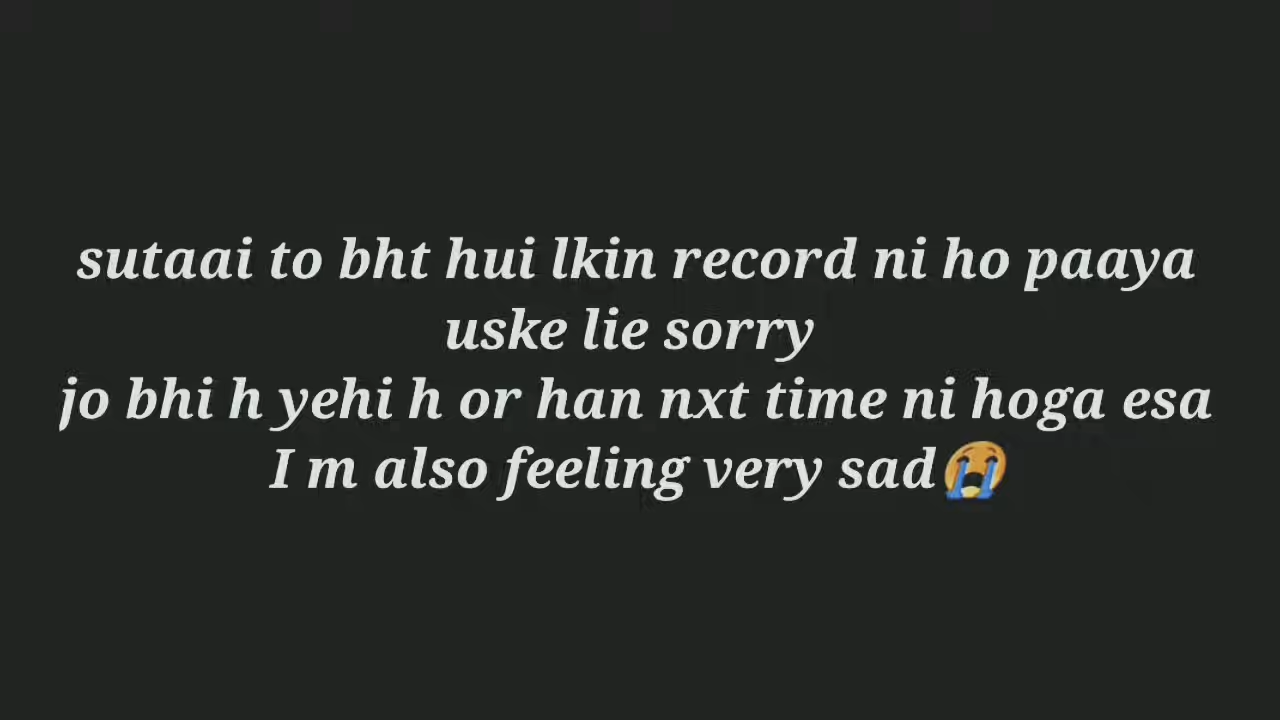 sutaai to bht hui lkin record ni ho paaya
uske lie sorry
jo bhi h yehi h or han nxt time ni hoga esa
I m also feeling very sad😭